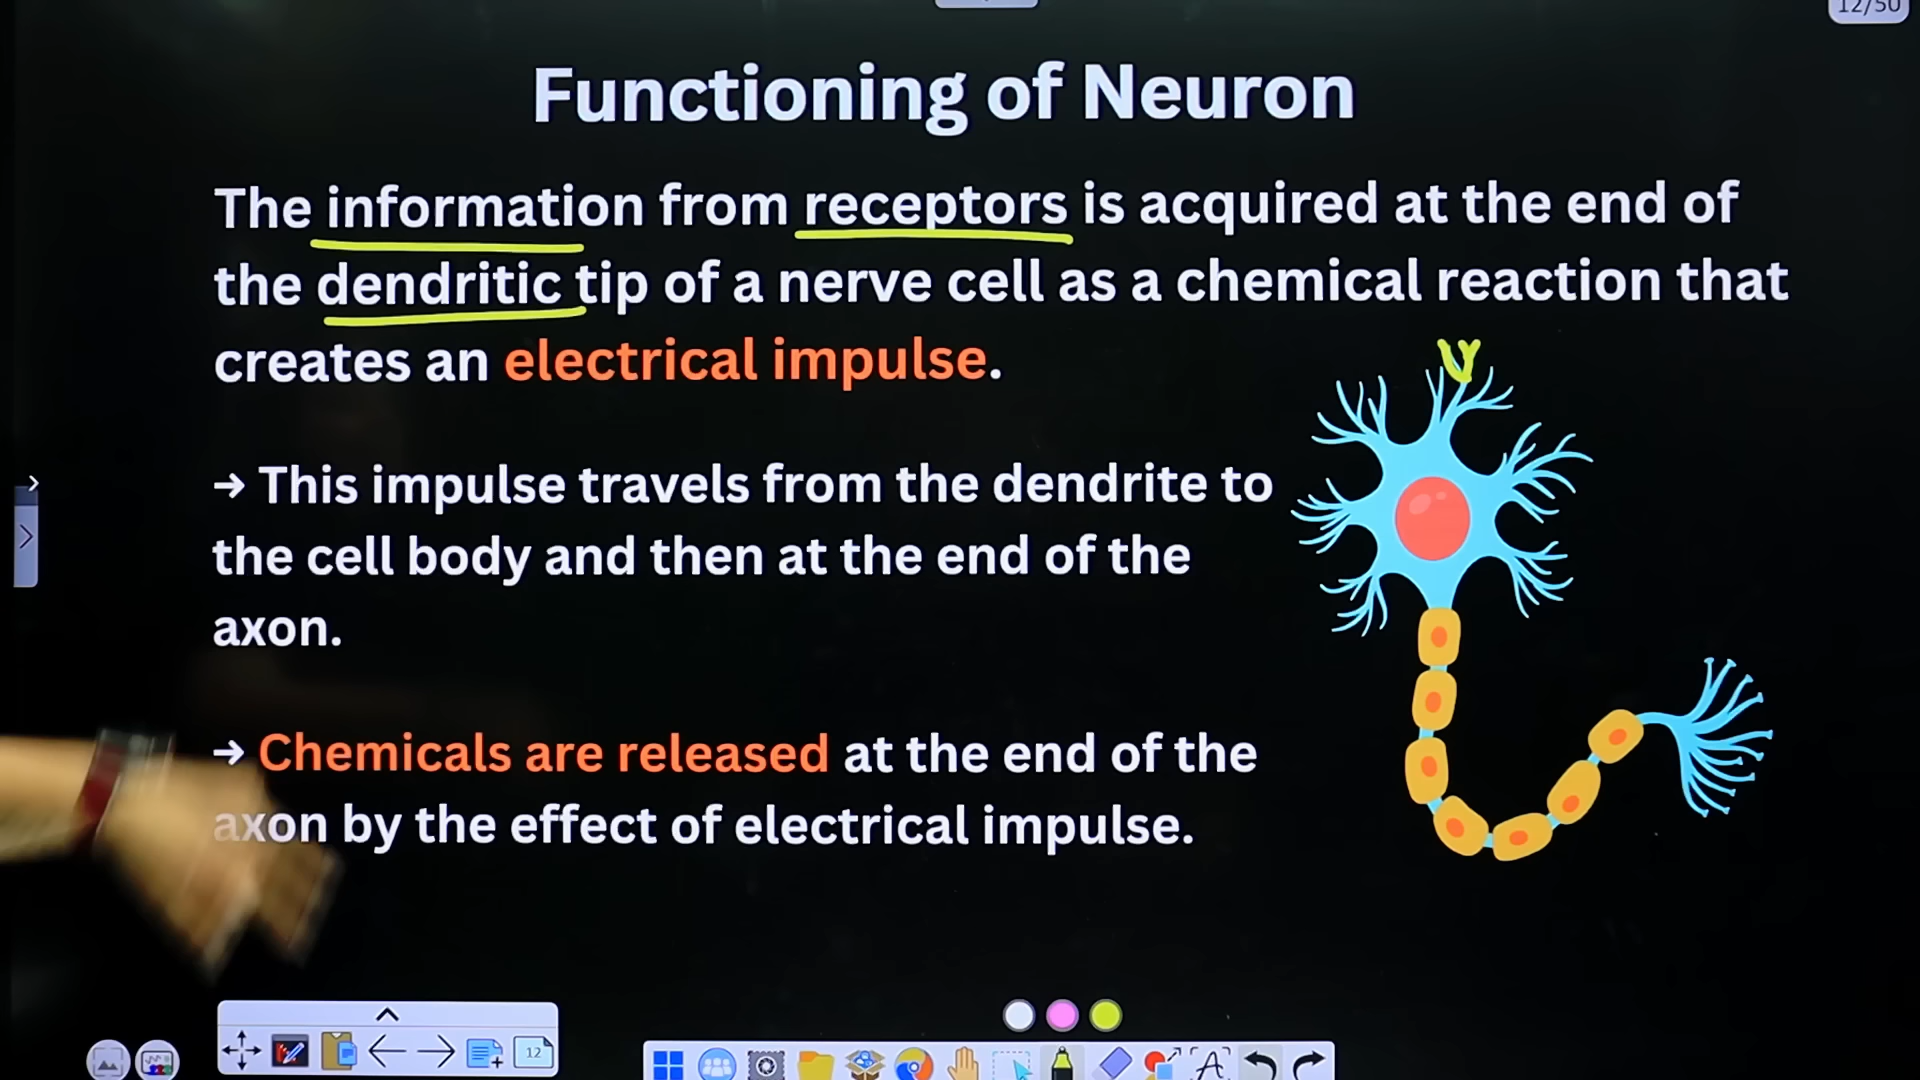 12/50
Functioning of Neuron
The information from receptors is acquired at the end of
the dendritic tip of a nerve cell as a chemical reaction that
creates an electrical impulse.
→ This impulse travels from the dendrite to
the cell body and then at the end of the
axon.
→ Chemicals are released at the end of the
axon by the effect of electrical impulse.
12